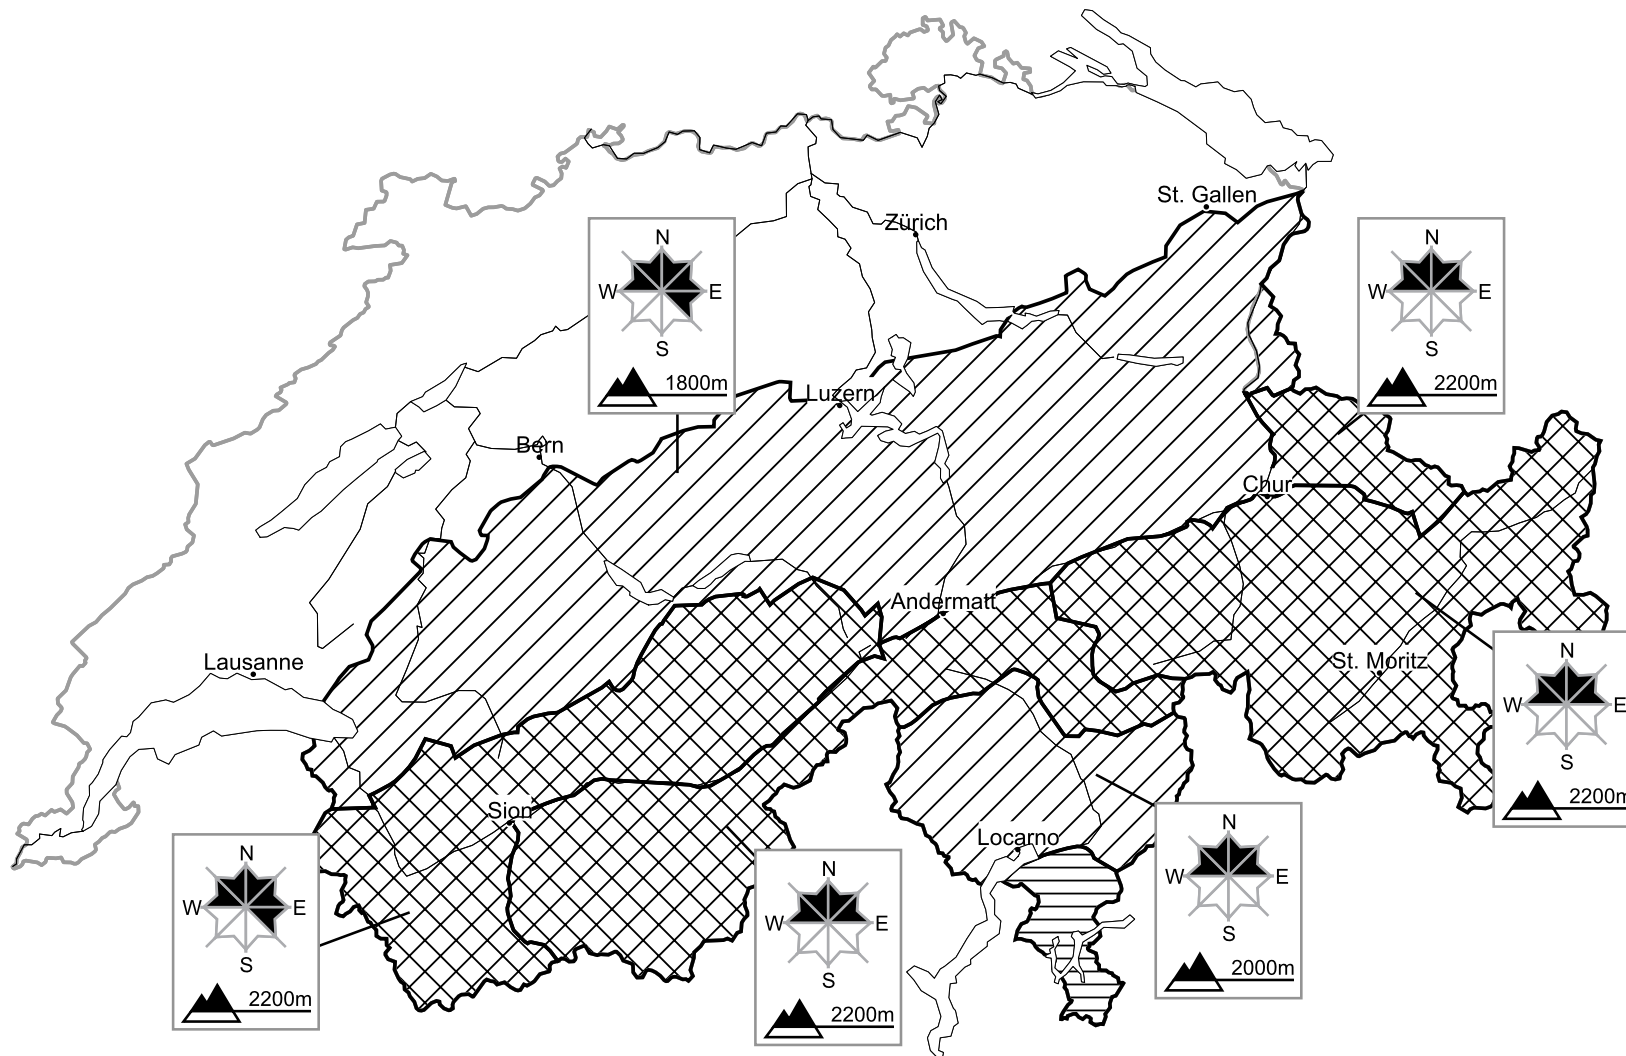 St. Gallen
Zürich
N
W E
S
1800m
N
W E
S
2200m
Luzern
Bern
Chur
Andermatt
Lausanne
St. Moritz
N
W E
S
2200m
Sion
Locarno
N
W E
S
2200m
N
W E
S
2200m
N
W E
S
2000m